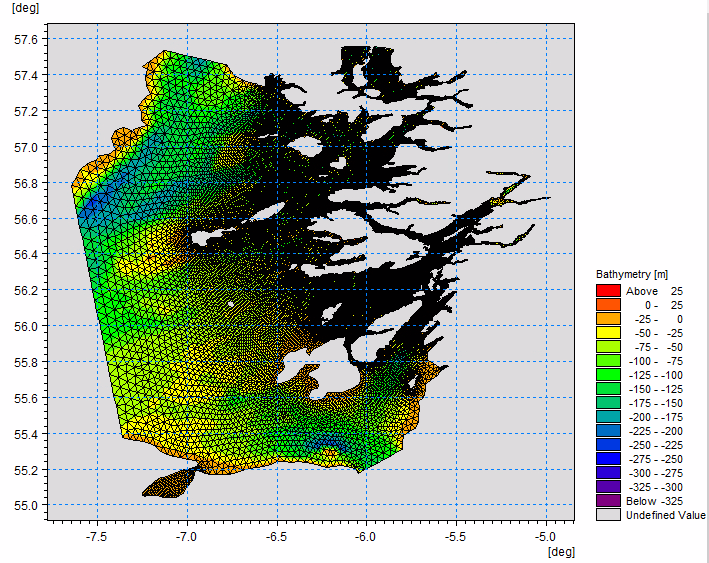 [deg]
57.6
57.4
57.2
57.0
56.8
56.6
56.4
56.2
56.0
55.8
55.6
55.4
55.2
55.0
-7.5
-7.0
-6.5
-6.0
-5.5
-5.0
[deg]
Bathymetry [m]
Above 25
0 - 25
-25 - 0
-50 - -25
-75 - -50
-100 - -75
-125 - -100
-150 - -125
-175 - -150
-200 - -175
-225 - -200
-250 - -225
-275 - -250
-300 - -275
-325 - -300
Below -325
Undefined Value